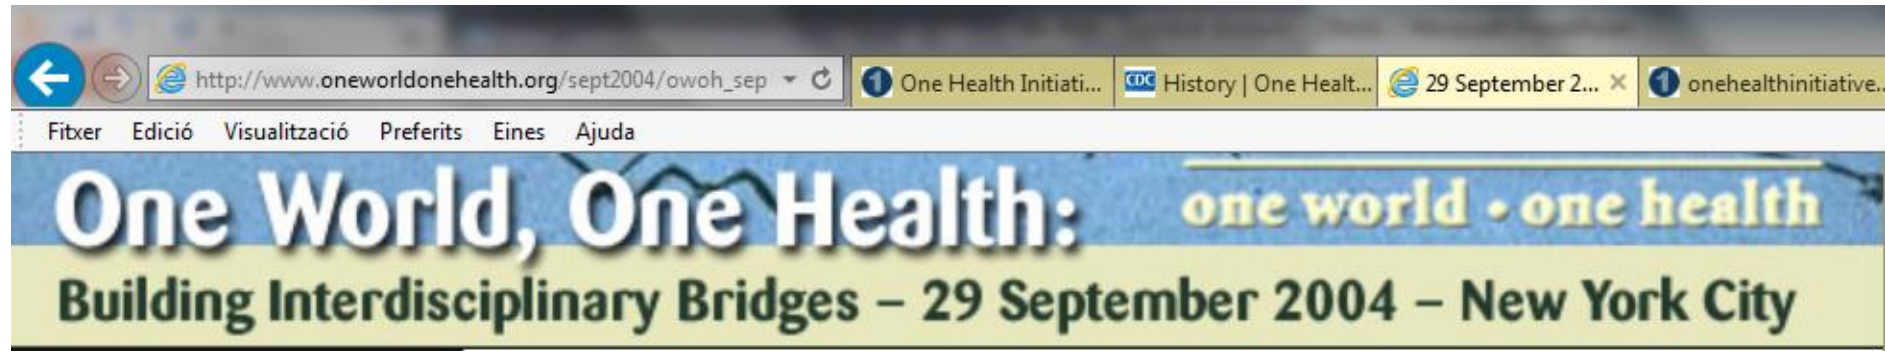 http://www.oneworldonehealth.org/sept2004/owoh_sep
One Health Initiati...
CDC History | One Healt...
29 September 2...
onehealthinitiative..
Fitxer Edició Visualització Preferits Eines Ajuda
One World, One Health:
one world • one health
Building Interdisciplinary Bridges – 29 September 2004 – New York City